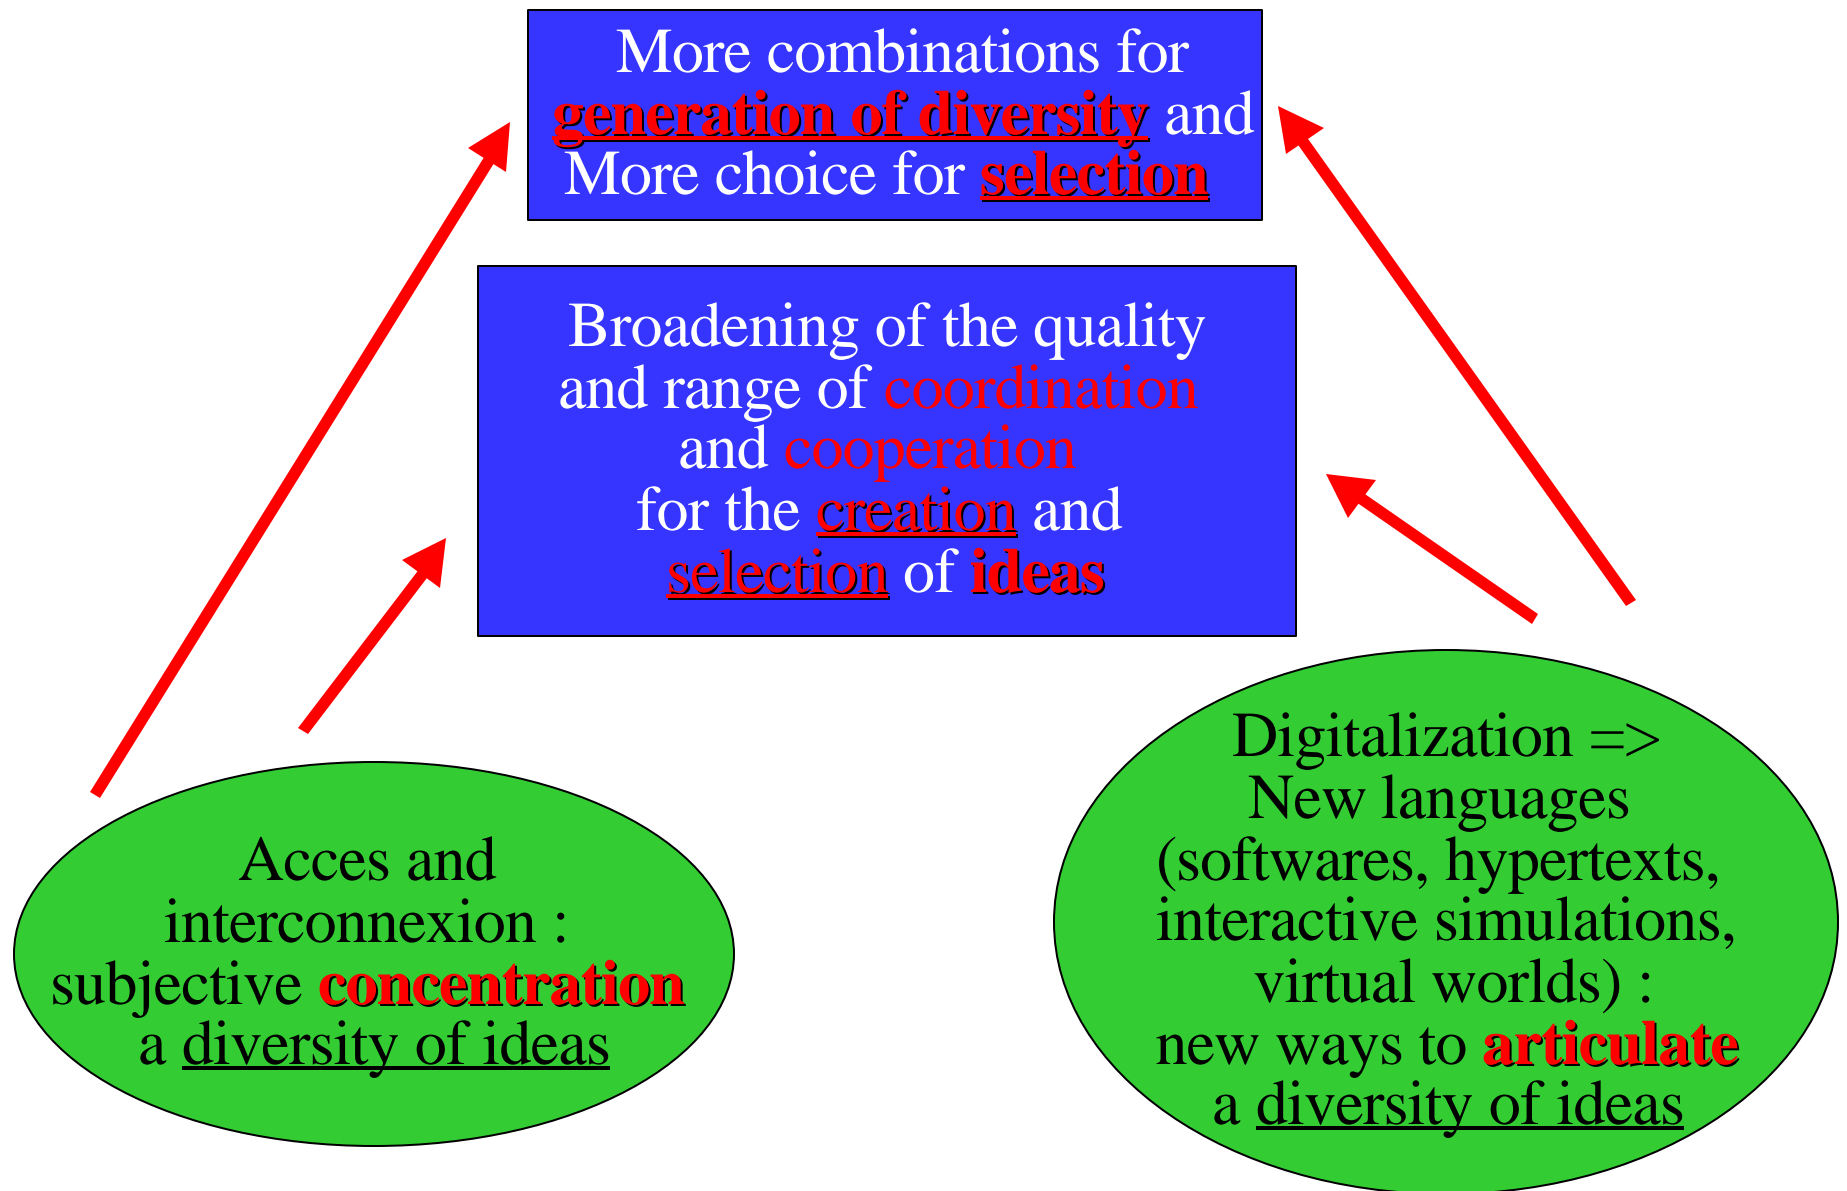 More combinations for
generation of diversity and
More choice for selection
Broadening of the quality
and range of coordination
and cooperation
for the creation and
selection of ideas
Acces and
interconnexion :
subjective concentration
a diversity of ideas
Digitalization =>
New languages
(softwares, hypertexts,
interactive simulations,
virtual worlds) :
new ways to articulate
a diversity of ideas